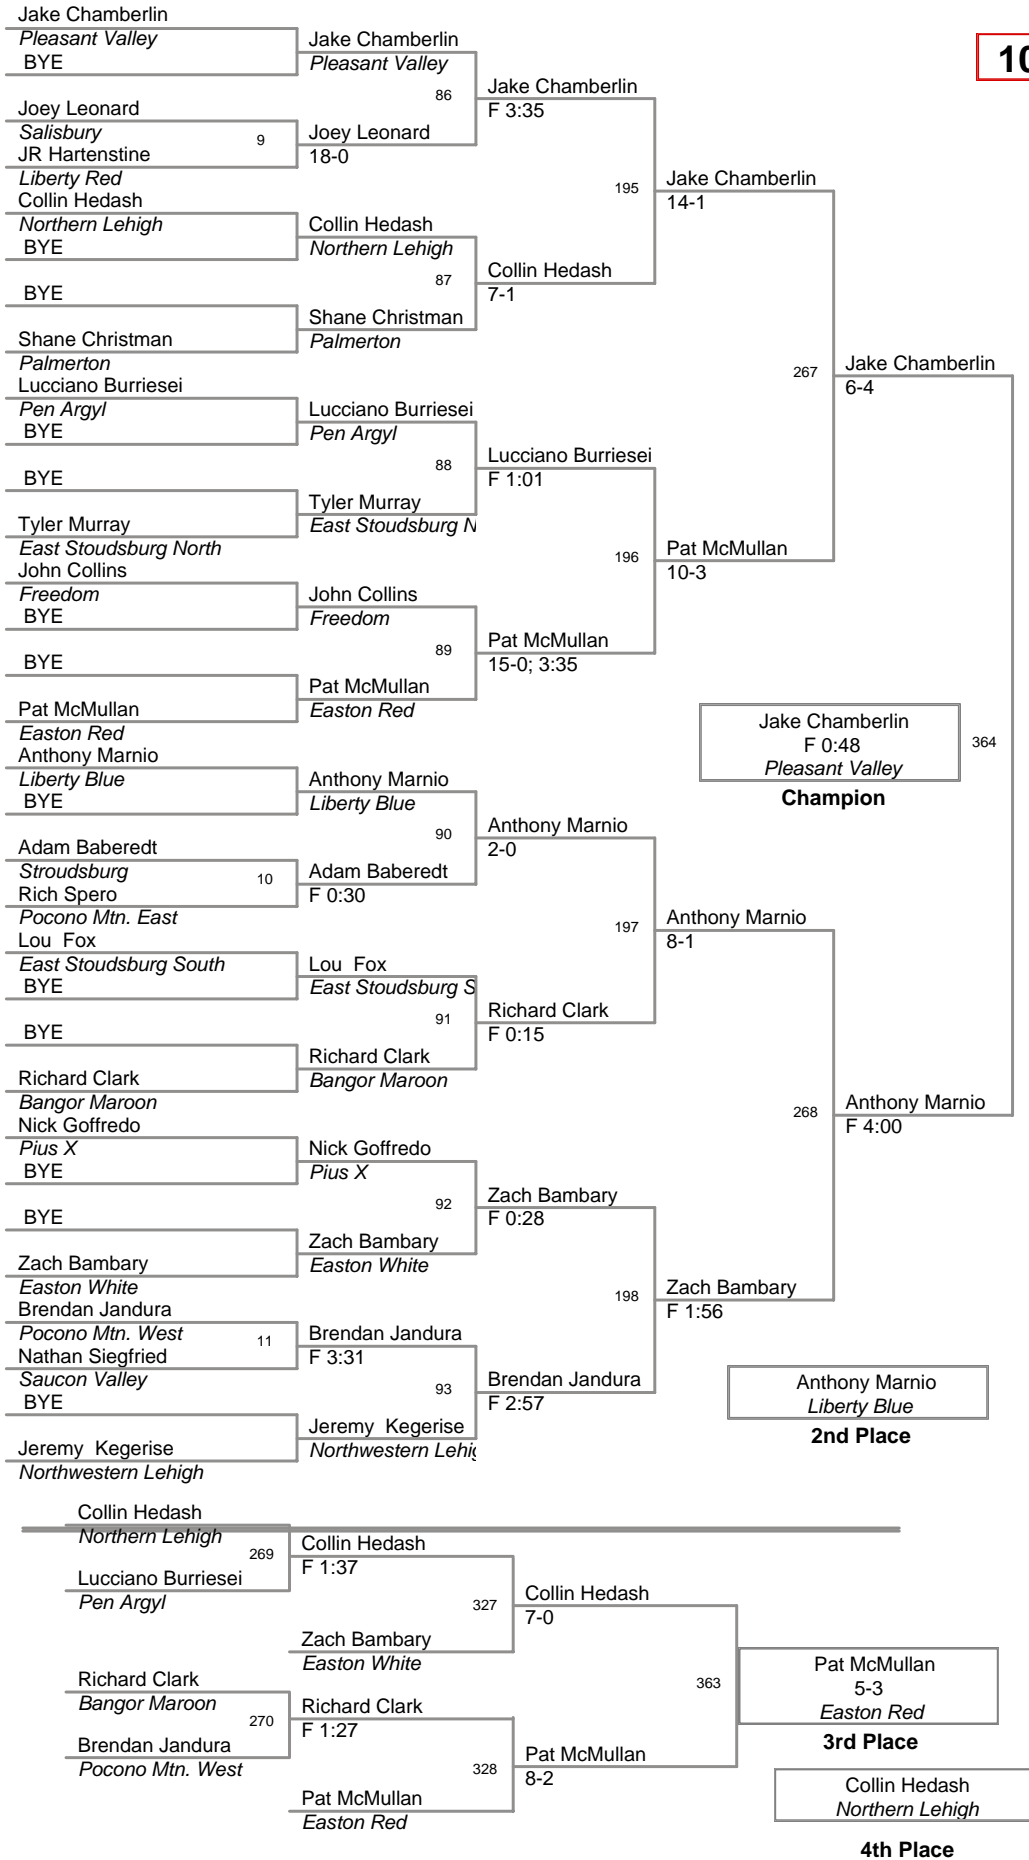 Jake Chamberlin
Pleasant Valley
BYE
Joey Leonard
Salisbury
9
JR Hartenstine
Liberty Red
Collin Hedash
Northern Lehigh
BYE
BYE
Shane Christman
Palmerton
Lucciano Burriesei
Pen Argyl
BYE
BYE
Tyler Murray
East Stoudsburg North
John Collins
Freedom
BYE
BYE
Pat McMullan
Easton Red
Anthony Marnio
Liberty Blue
BYE
Adam Baberedt
Stroudsburg
10
Rich Spero
Pocono Mtn. East
Lou  Fox
East Stoudsburg South
BYE
BYE
Richard Clark
Bangor Maroon
Nick Goffredo
Pius X
BYE
BYE
Zach Bambary
Easton White
Brendan Jandura
Pocono Mtn. West
11
Nathan Siegfried
Saucon Valley
BYE
Jeremy  Kegerise
Northwestern Lehigh
Jake Chamberlin
Pleasant Valley
86
Joey Leonard
18-0
Collin Hedash
Northern Lehigh
87
Shane Christman
Palmerton
Lucciano Burriesei
Pen Argyl
88
Tyler Murray
East Stoudsburg N
John Collins
Freedom
89
Pat McMullan
Easton Red
Anthony Marnio
Liberty Blue
90
Adam Baberedt
F 0:30
Lou  Fox
East Stoudsburg S
91
Richard Clark
Bangor Maroon
Nick Goffredo
Pius X
92
Zach Bambary
Easton White
Brendan Jandura
F 3:31
93
Jeremy  Kegerise
Northwestern Lehig
Jake Chamberlin
F 3:35
195
Collin Hedash
7-1
Lucciano Burriesei
F 1:01
196
Pat McMullan
15-0; 3:35
Anthony Marnio
2-0
197
Richard Clark
F 0:15
Zach Bambary
F 0:28
198
Brendan Jandura
F 2:57
Jake Chamberlin
14-1
267
Pat McMullan
10-3
Anthony Marnio
8-1
268
Zach Bambary
F 1:56
10
Jake Chamberlin
6-4
Anthony Marnio
F 4:00
Jake Chamberlin
F 0:48
Pleasant Valley
364
Champion
Anthony Marnio
Liberty Blue
2nd Place
Collin Hedash
Northern Lehigh
269
Lucciano Burriesei
Pen Argyl
Richard Clark
Bangor Maroon
270
Brendan Jandura
Pocono Mtn. West
Collin Hedash
F 1:37
327
Zach Bambary
Easton White
Richard Clark
F 1:27
328
Pat McMullan
Easton Red
Collin Hedash
7-0
363
Pat McMullan
8-2
Pat McMullan
5-3
Easton Red
3rd Place
Collin Hedash
Northern Lehigh
4th Place